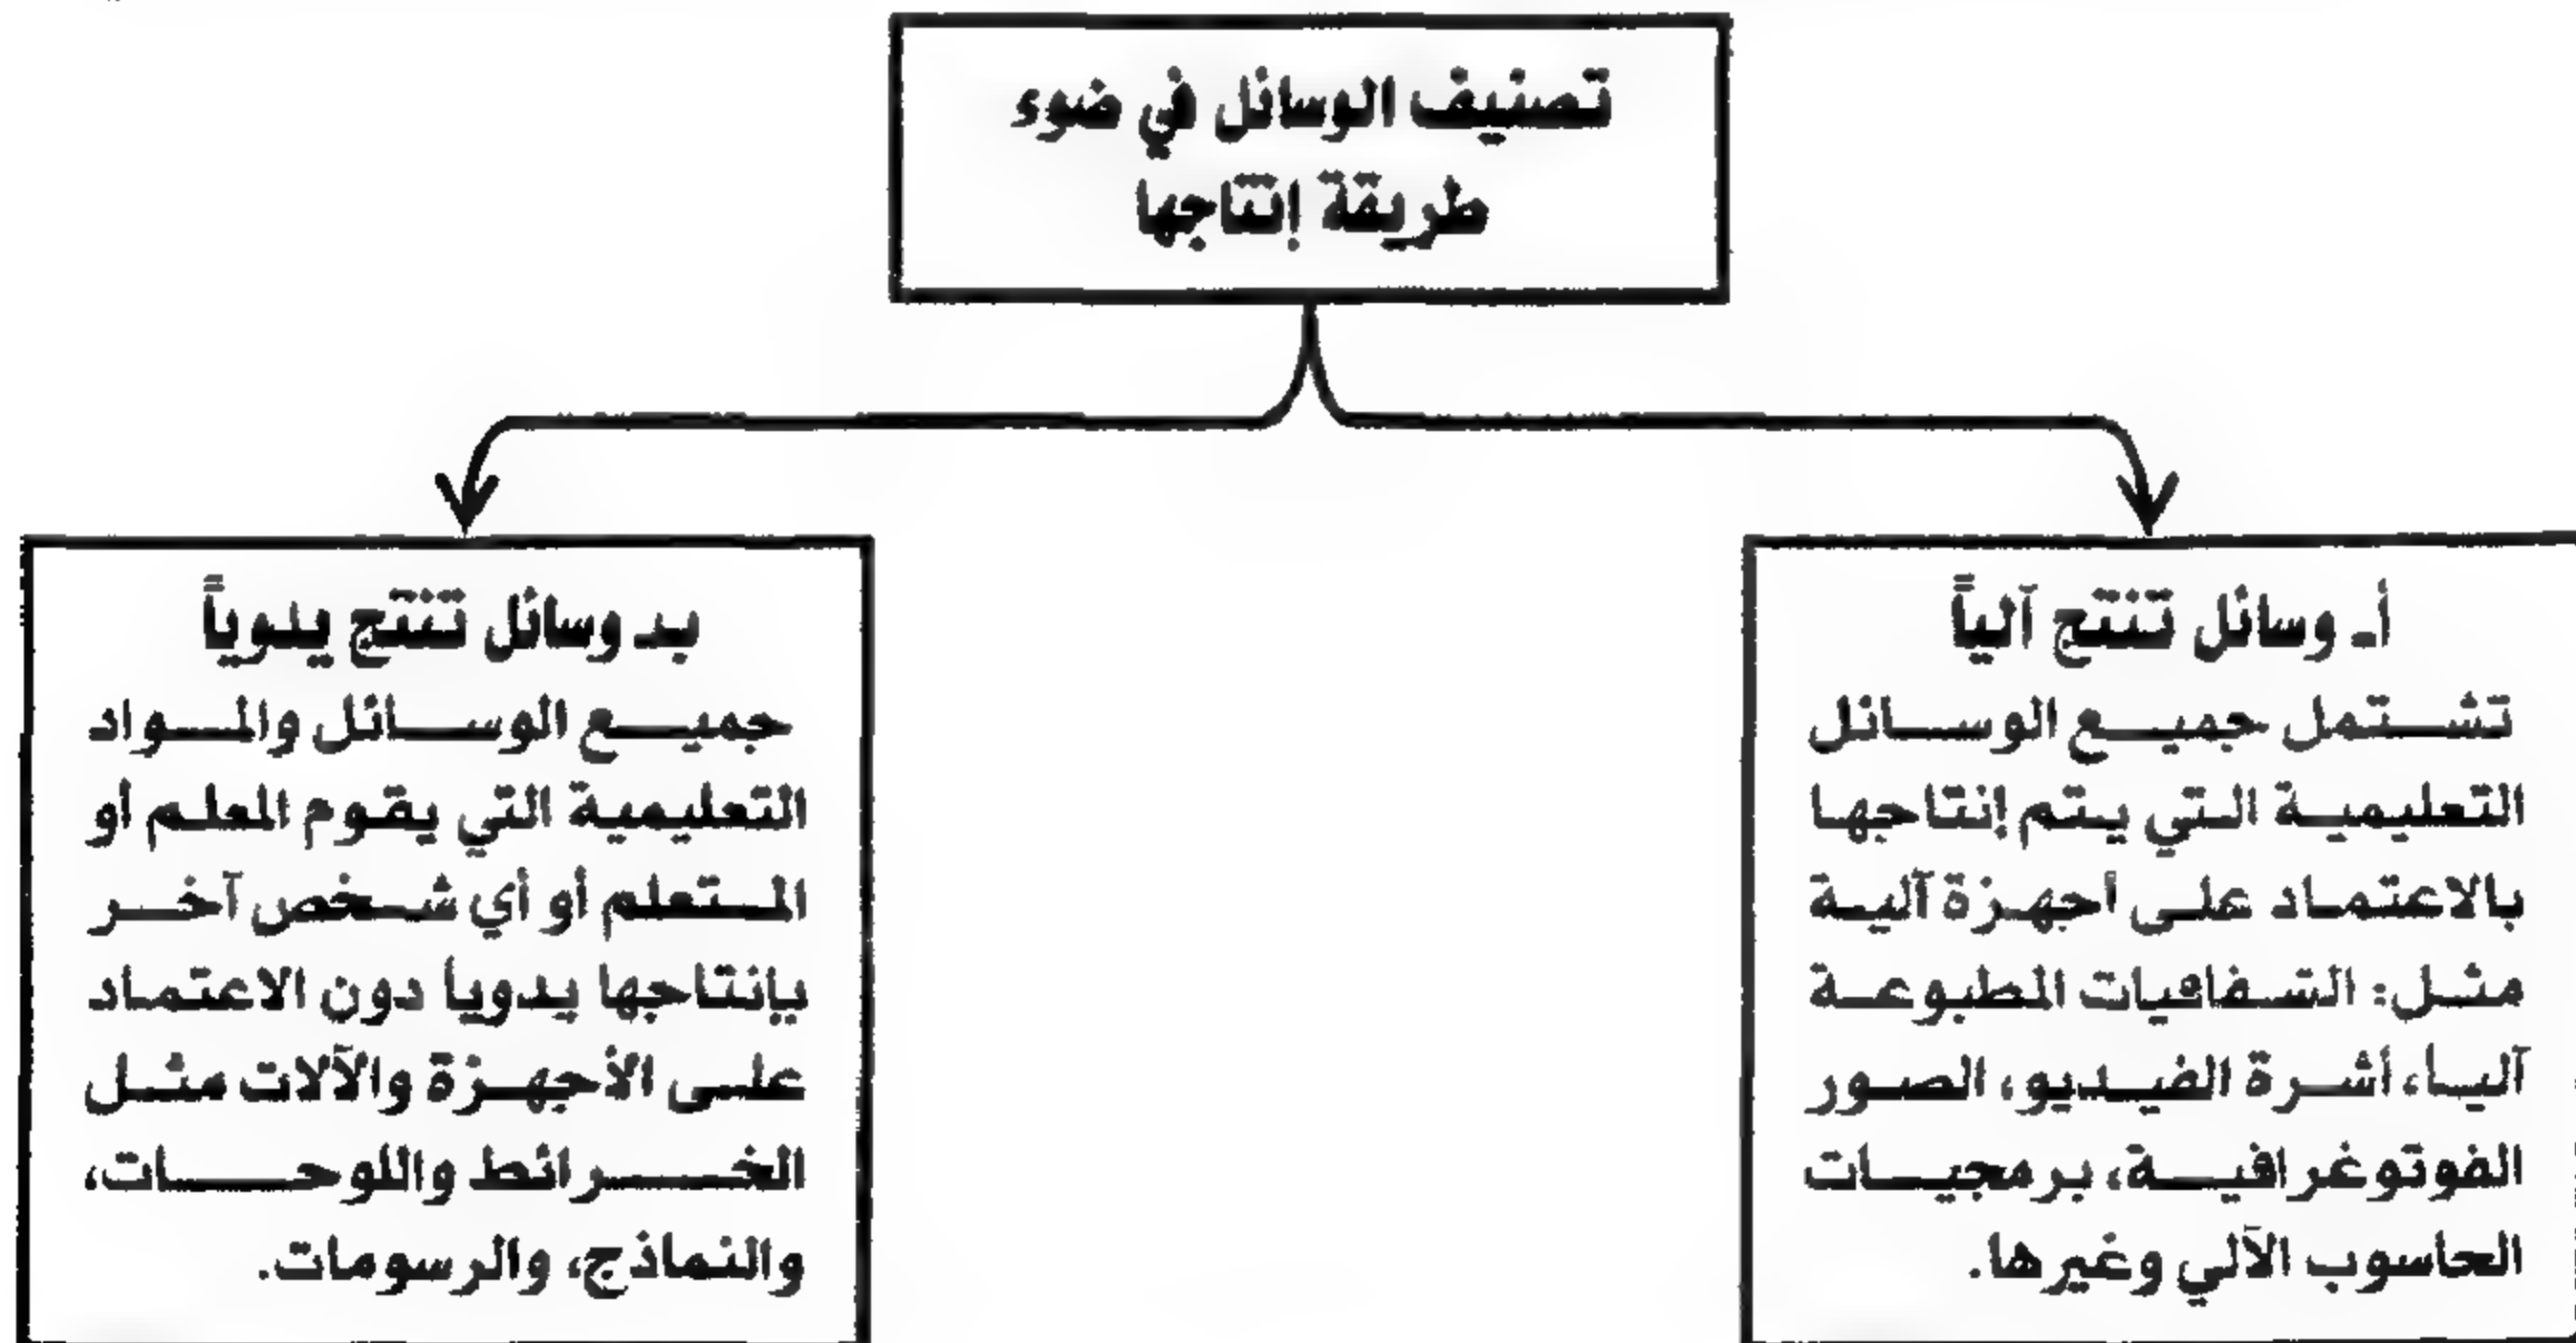 تصنيف الوسائل في ضوء
طريقة إنتاجها
أ‌ـ وسائل تنتج آلياً
تشتمل جميع الوسائل
التعليمية التي يتم إنتاجها
بالاعتماد على أجهزة آلية
مثل: الشفافيات المطبوعة
آلياً، أشرة الفيديو، الصور
الفوتوغرافية، برمجيات
الحاسوب الآلي وغيرها.
بـ وسائل تنتج يدوياً
جميع الوسائل والمواد
التعليمية التي يقوم المعلم أو
المتعلم أو أي شخص آخر
بإنتاجها يدوياً دون الاعتماد
على الأجهزة والآلات مثل
الخرائط واللوحات،
والنماذج، والرسومات.